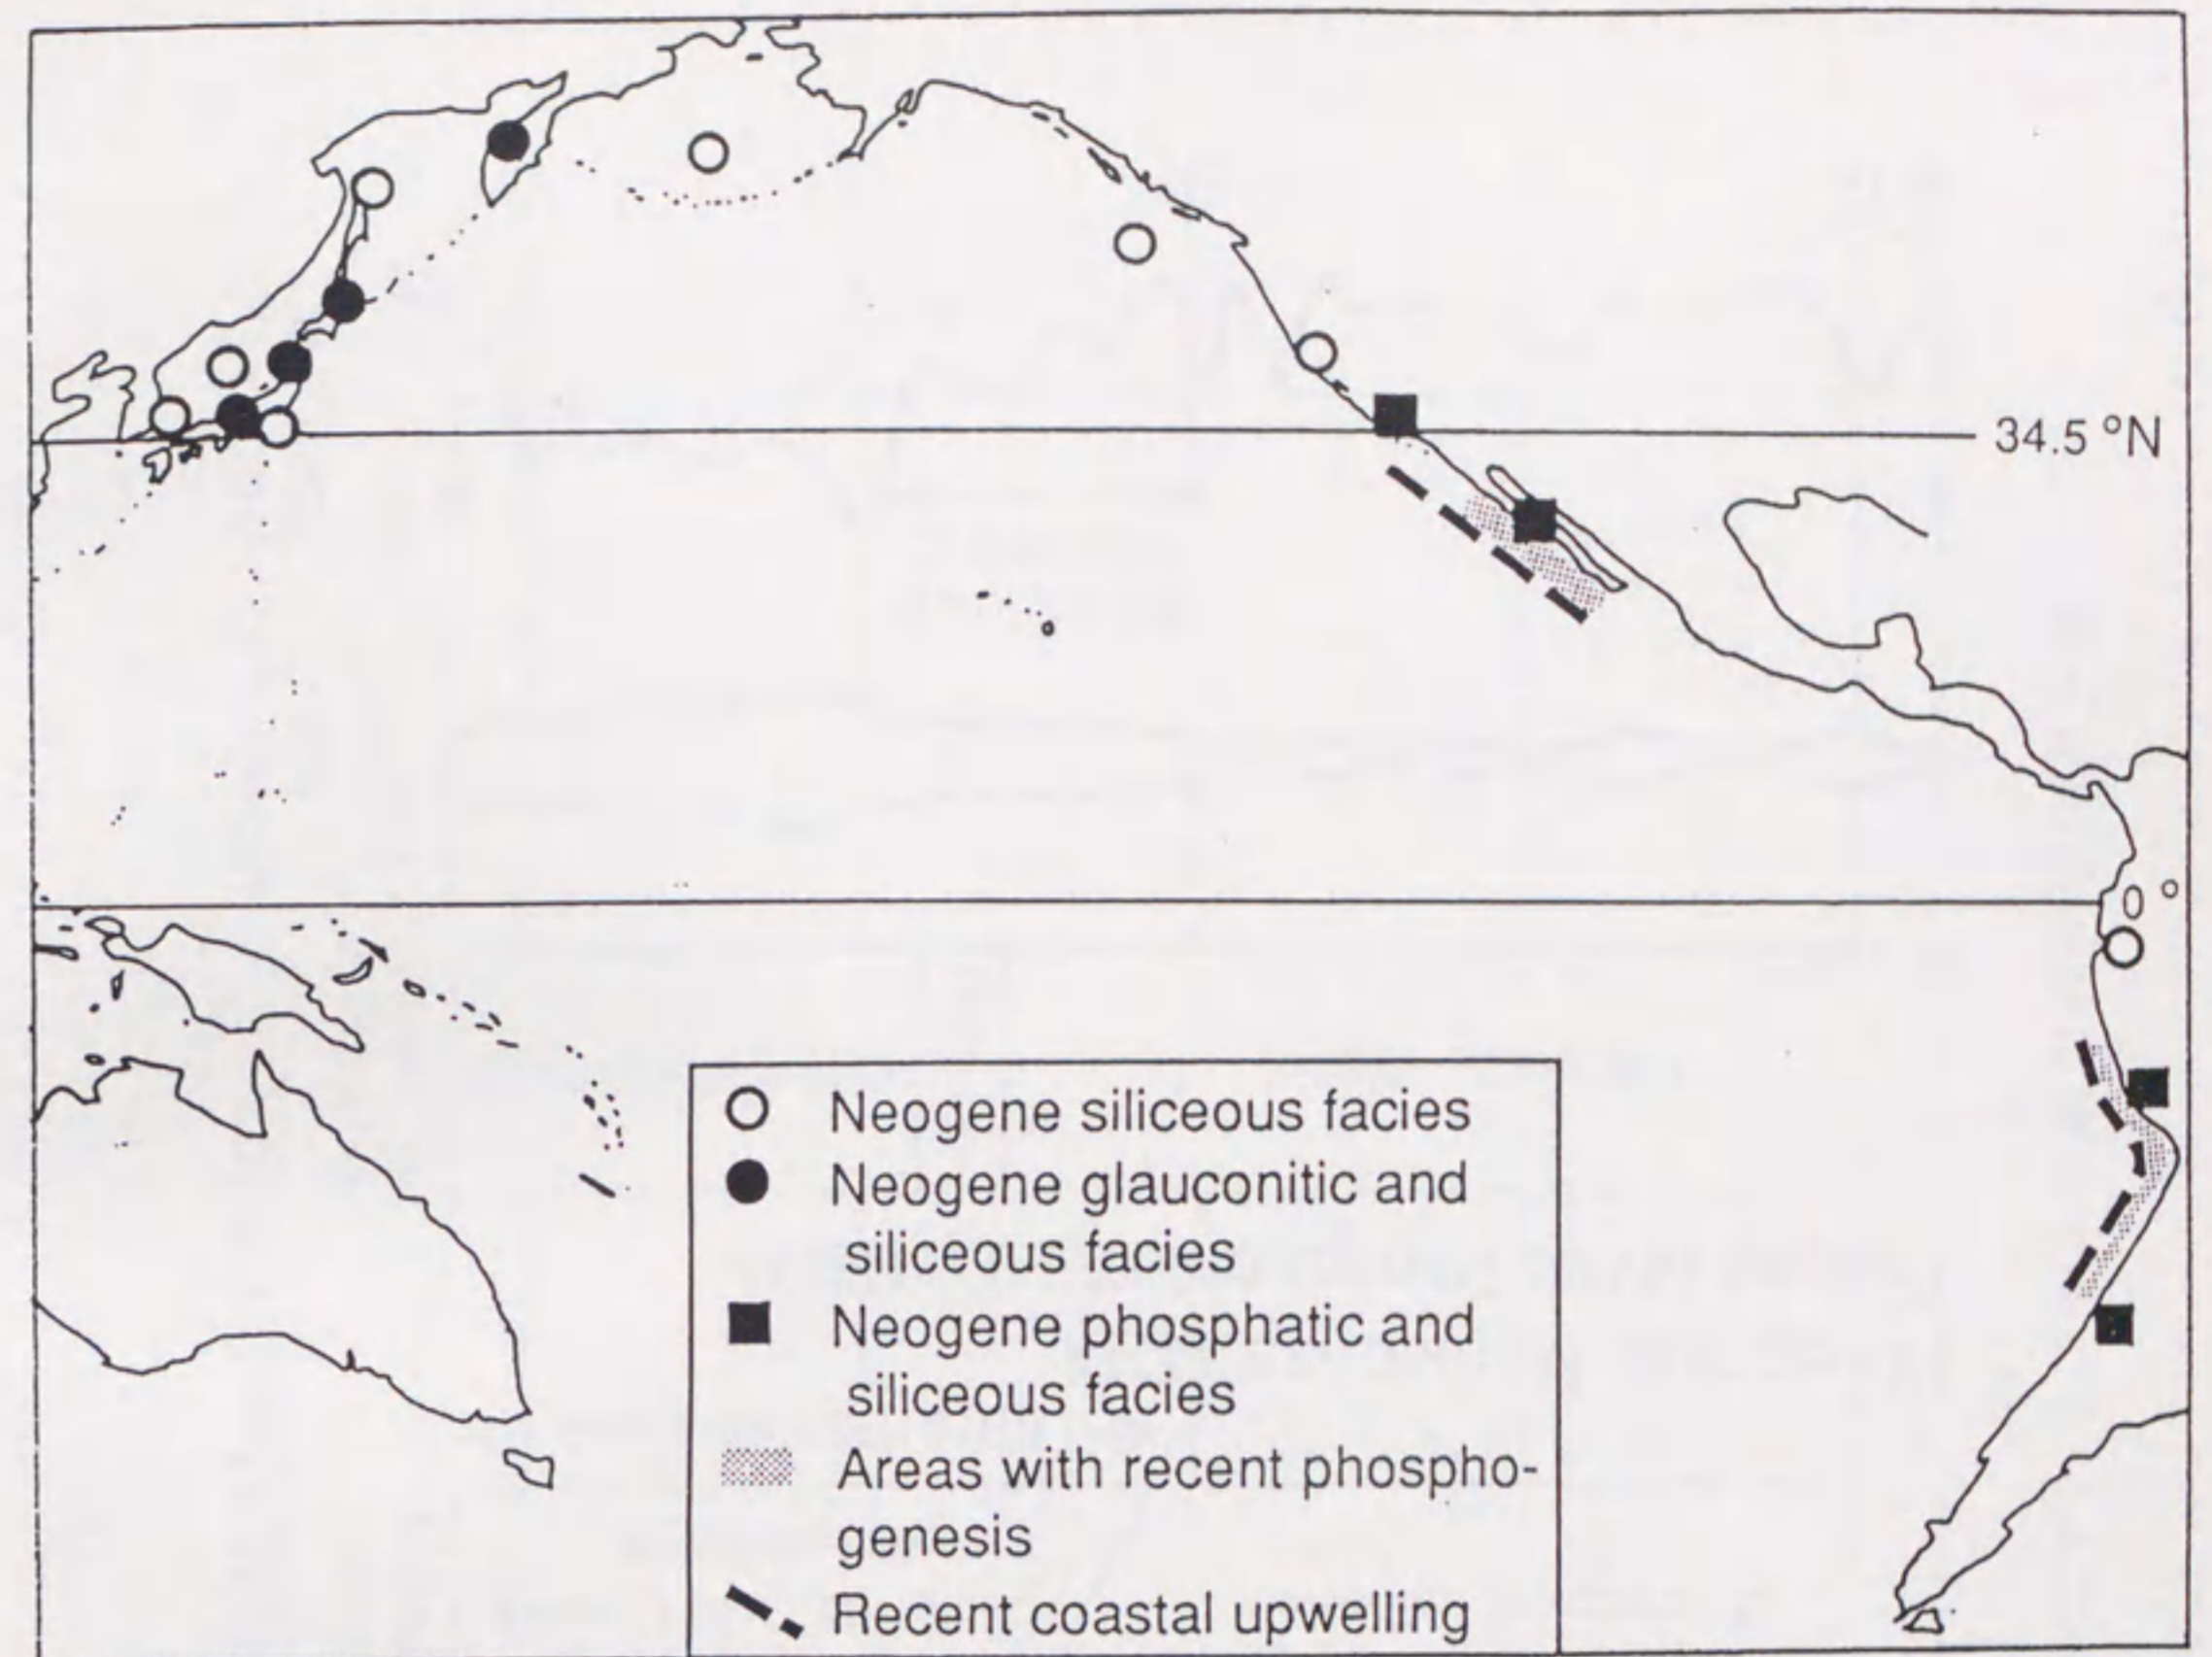 34.5 °N
0 °
Neogene siliceous facies
Neogene glauconitic and
siliceous facies
Neogene phosphatic and
siliceous facies
Areas with recent phospho-
genesis
Recent coastal upwelling